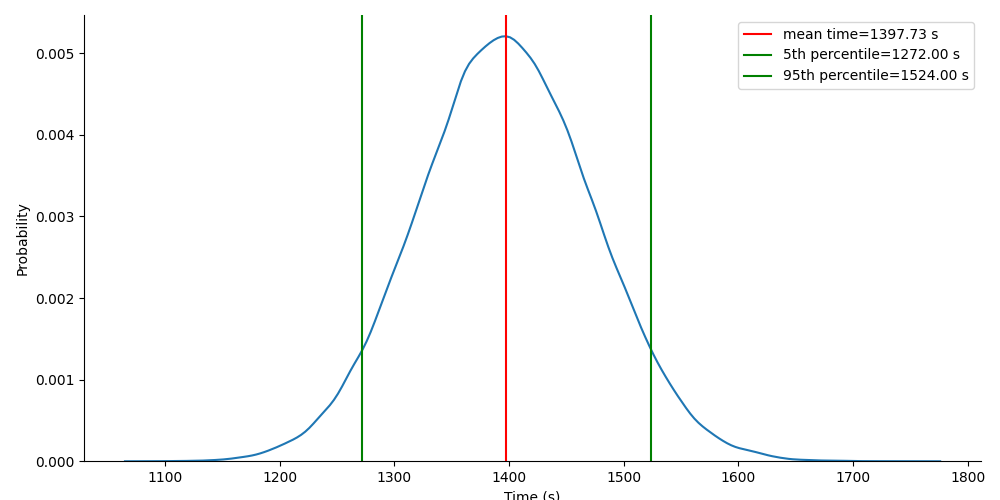 mean time=1397.73 s
5th percentile=1272.00 s
95th percentile=1524.00 s
0.005
0.004
0.003
0.002
0.001
0.000
Probability
1100 1200 1300 1400 1500 1600 1700 1800
Time (s)